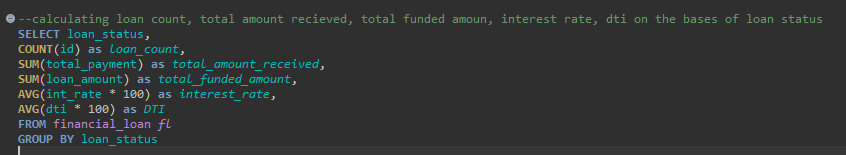 --calculating loan count, total amount recieved, total funded amoun, interest rate, dti on the bases of loan status
SELECT loan_status,
COUNT(id) as loan_count,
SUM(total_payment) as total_amount_received,
SUM(loan_amount) as total_funded_amount,
AVG(int_rate * 100) as interest_rate,
AVG(dti * 100) as DTI
FROM financial_loan fl
GROUP BY loan_status